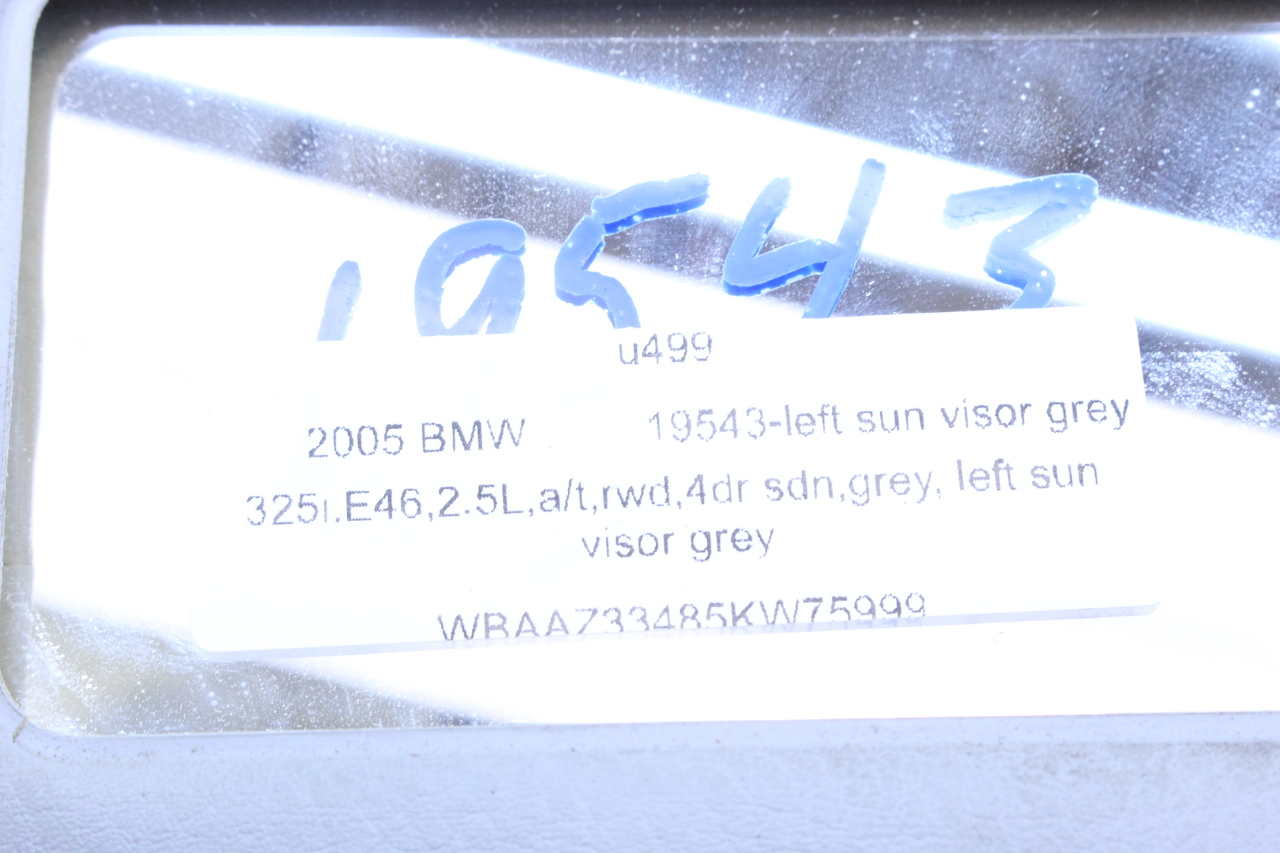 19543
u499
2005 BMW 19543-left sun visor grey
325i.E46,2.5L,a/t,rwd,4dr sdn,grey, left sun
visor grey
WBAAZ33485KW75999